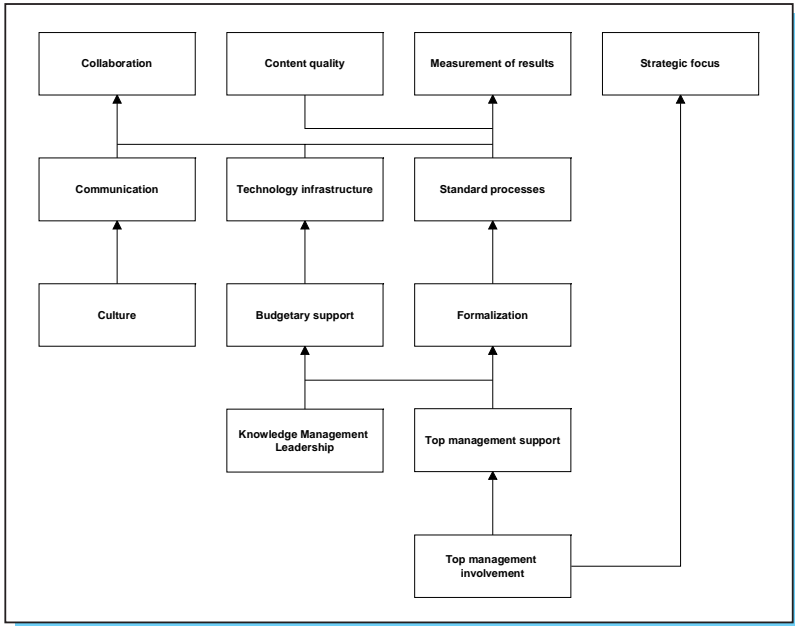 Collaboration
Content quality
Measurement of results
Strategic focus
Communication
Technology infrastructure
Standard processes
Culture
Budgetary support
Formalization
Knowledge Management
Leadership
Top management support
Top management
involvement